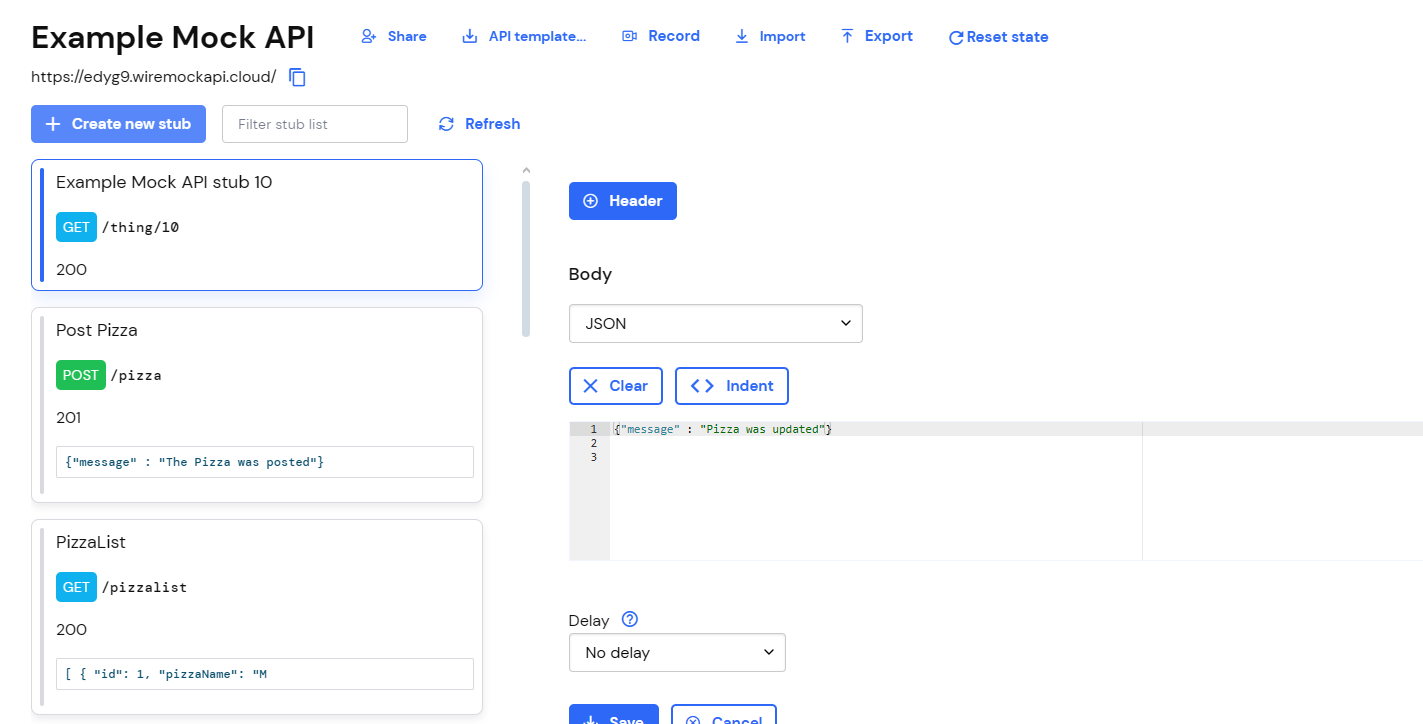 Example Mock API
Share
API template...
Record
Import
Export
Reset state
https://edyg9.wiremockapi.cloud/
Create new stub
Filter stub list
Refresh
Example Mock API stub 10
GET /thing/10
200
Post Pizza
POST /pizza
201
{"message" : "The Pizza was posted"}
PizzaList
GET /pizzalist
200
[ { "id": 1, "pizzaName": "M
Header
Body
JSON
Clear
Indent
1 {"message" : "Pizza was updated"}
2
3
Delay
No delay
Save
Cancel